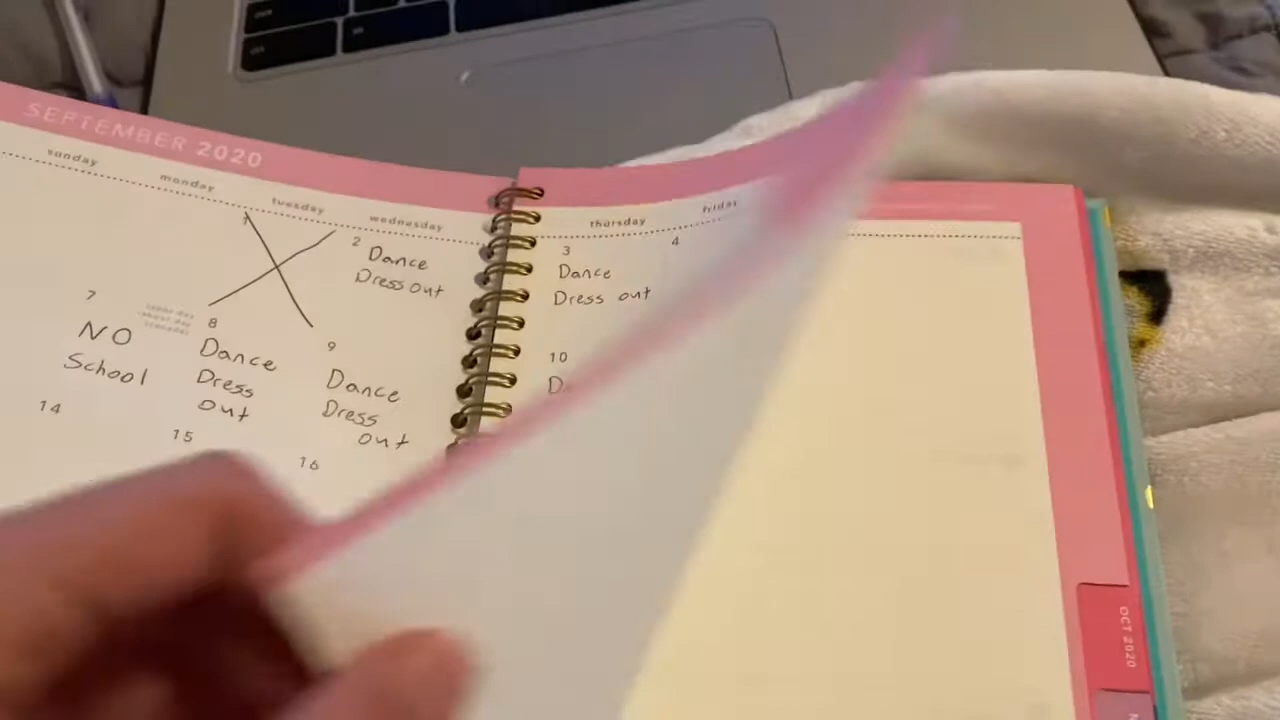 SEPTEMBER 2020
sunday
monday
tuesday
wednesday
thursday
friday
1
2
Dance
Dress out
3
Dance
Dress out
4
7
NO
School
8
Dance
Dress
out
9
Dance
Dress
out
10
D
14
15
16
OCT 2020